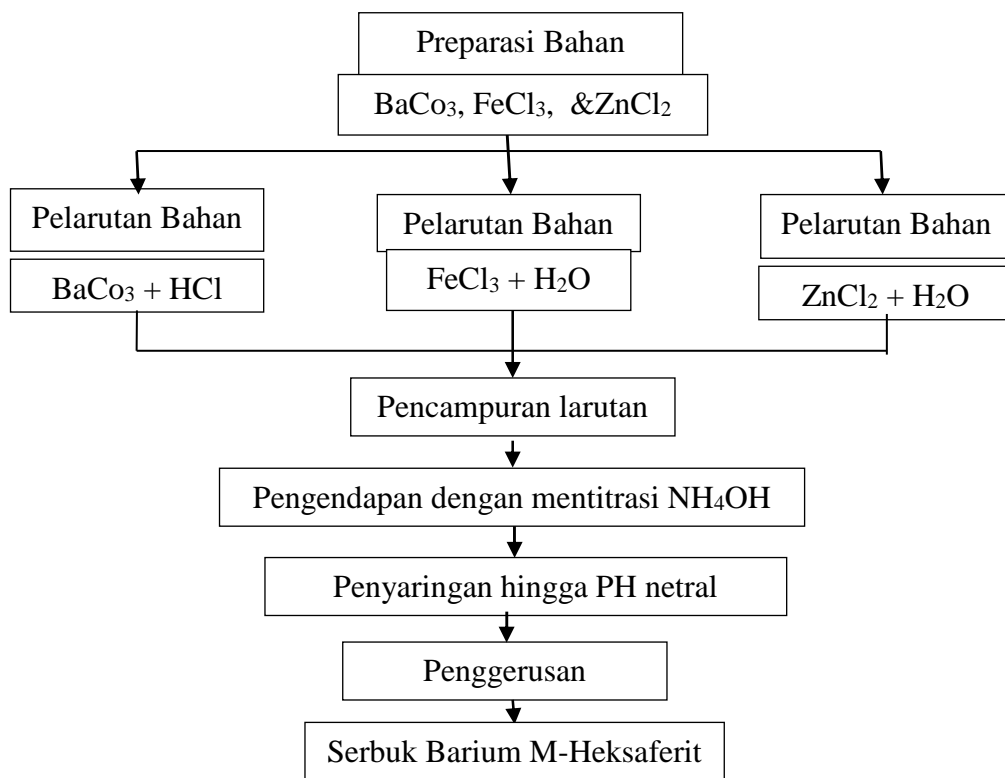 Preparasi Bahan
BaCo₃, FeCl₃, &ZnCl₂
Pelarutan Bahan
BaCo₃ + HCl
Pelarutan Bahan
FeCl₃ + H₂O
Pelarutan Bahan
ZnCl₂ + H₂O
Pencampuran larutan
Pengendapan dengan mentitrasi NH₄OH
Penyaringan hingga PH netral
Penggerusan
Serbuk Barium M-Heksaferit